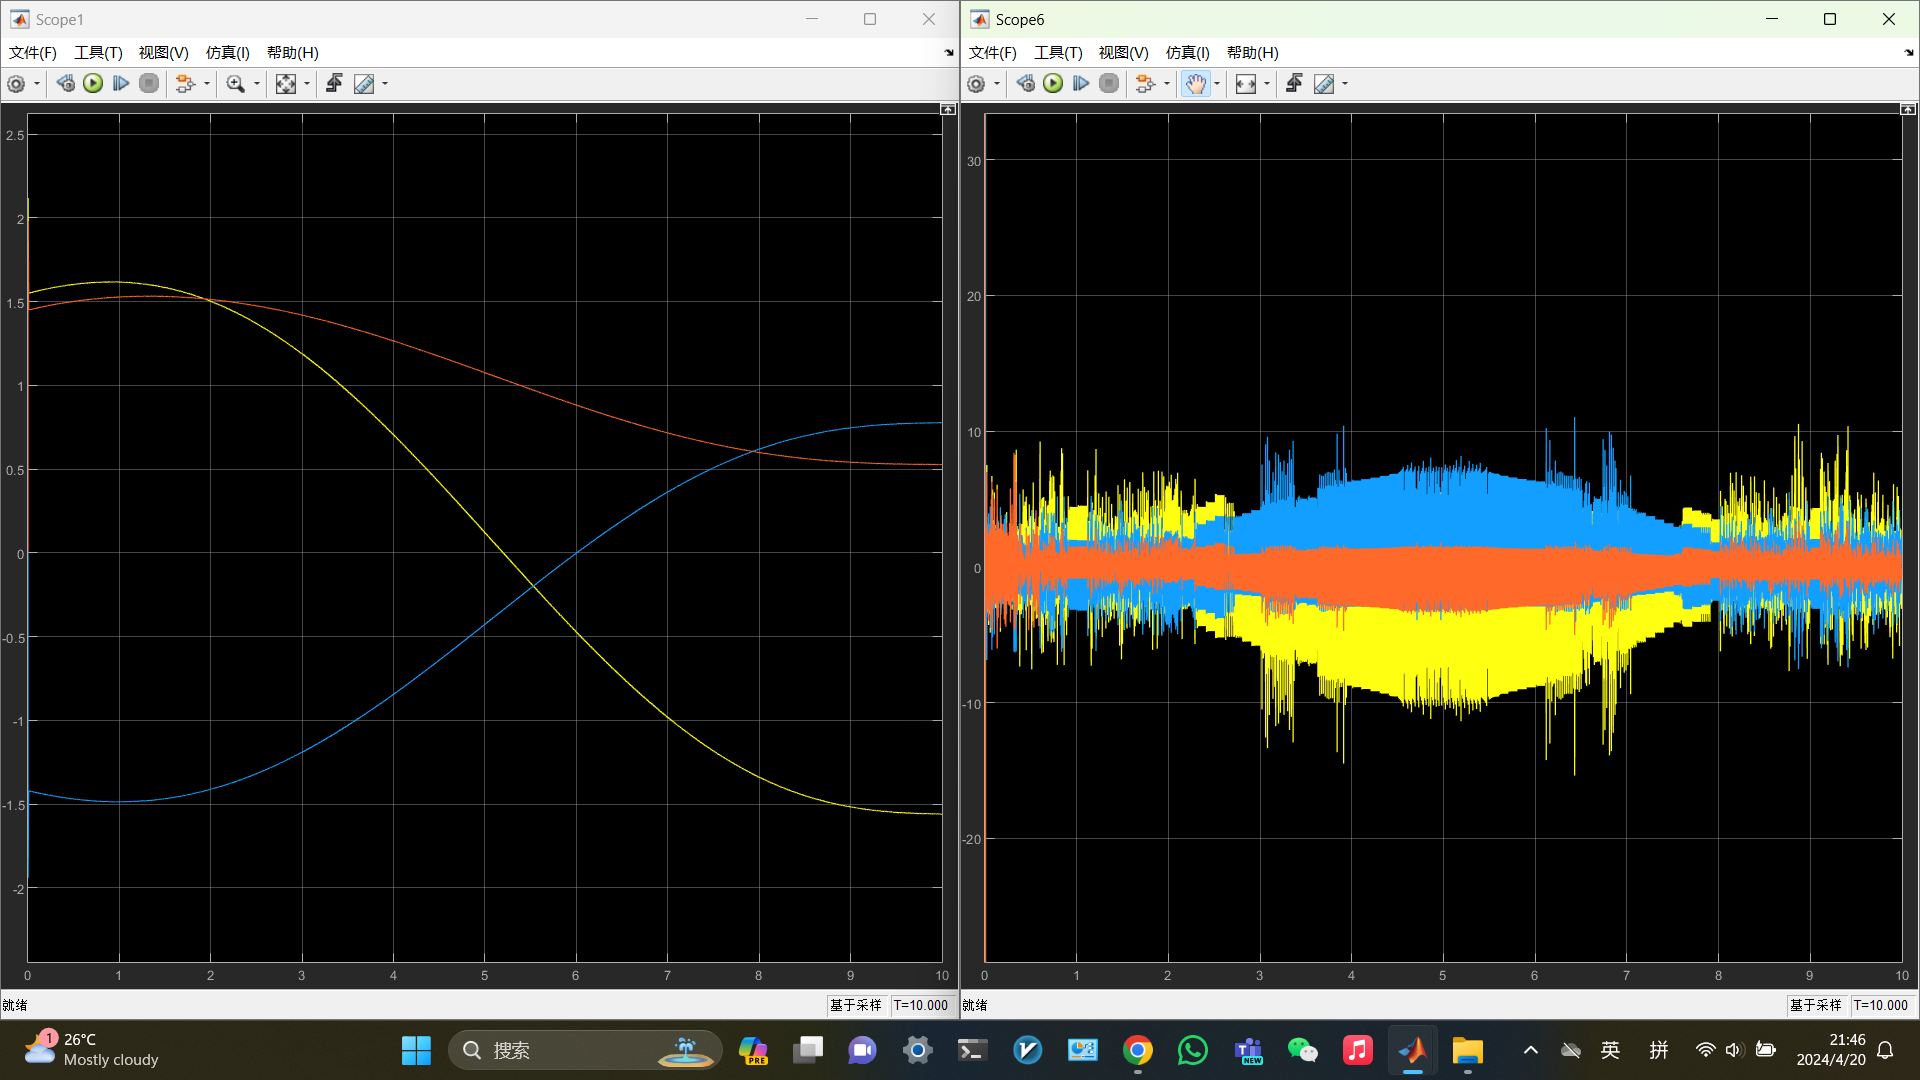 Scope1
文件(F) 工具(T) 视图(V) 仿真(I) 帮助(H)
2.5
2
1.5
1
0.5
0
-0.5
-1
-1.5
-2
0 1 2 3 4 5 6 7 8 9 10
就绪 基于采样 T=10.000
Scope6
文件(F) 工具(T) 视图(V) 仿真(I) 帮助(H)
30
20
10
0
-10
-20
0 1 2 3 4 5 6 7 8 9 10
就绪 基于采样 T=10.000
1
26°C
Mostly cloudy
搜索
PRE
NEW
英 拼
21:46
2024/4/20